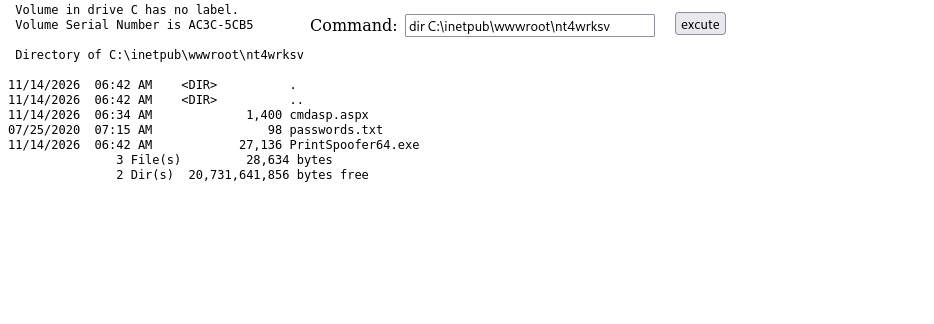 Volume in drive C has no label.
Volume Serial Number is AC3C-5CB5
Command: dir C:\inetpub\wwwroot\nt4wrksv excute
Directory of C:\inetpub\wwwroot\nt4wrksv
11/14/2026  06:42 AM    <DIR>          .
11/14/2026  06:42 AM    <DIR>          ..
11/14/2026  06:34 AM             1,400 cmdasp.aspx
07/25/2020  07:15 AM                98 passwords.txt
11/14/2026  06:42 AM            27,136 PrintSpoofer64.exe
3 File(s)         28,634 bytes
2 Dir(s)  20,731,641,856 bytes free